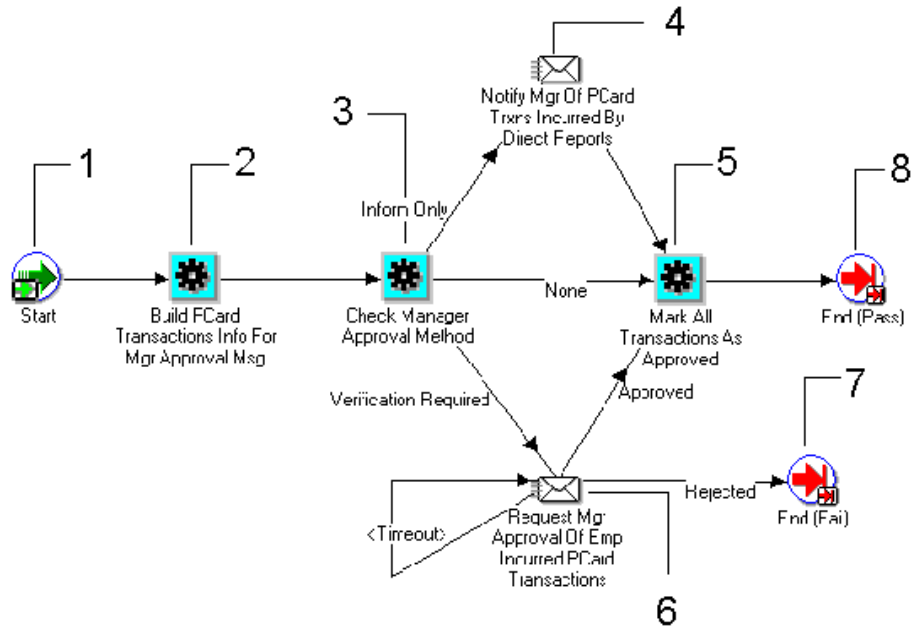 4
Notify Mgr Of PCard
Trxns Incurred By
Direct Reports
3
1
2
5
8
Inform Only
Start
Build PCard
Transactions Info For
Mgr Approval Msg
Check Manager
Approval Method
None
Mark All
Transactions As
Approved
End (Pass)
Verification Required
Approved
7
<Timeout>
Request Mgr
Approval Of Emp
Incurred PCard
Transactions
Rejected
End (Fail)
6